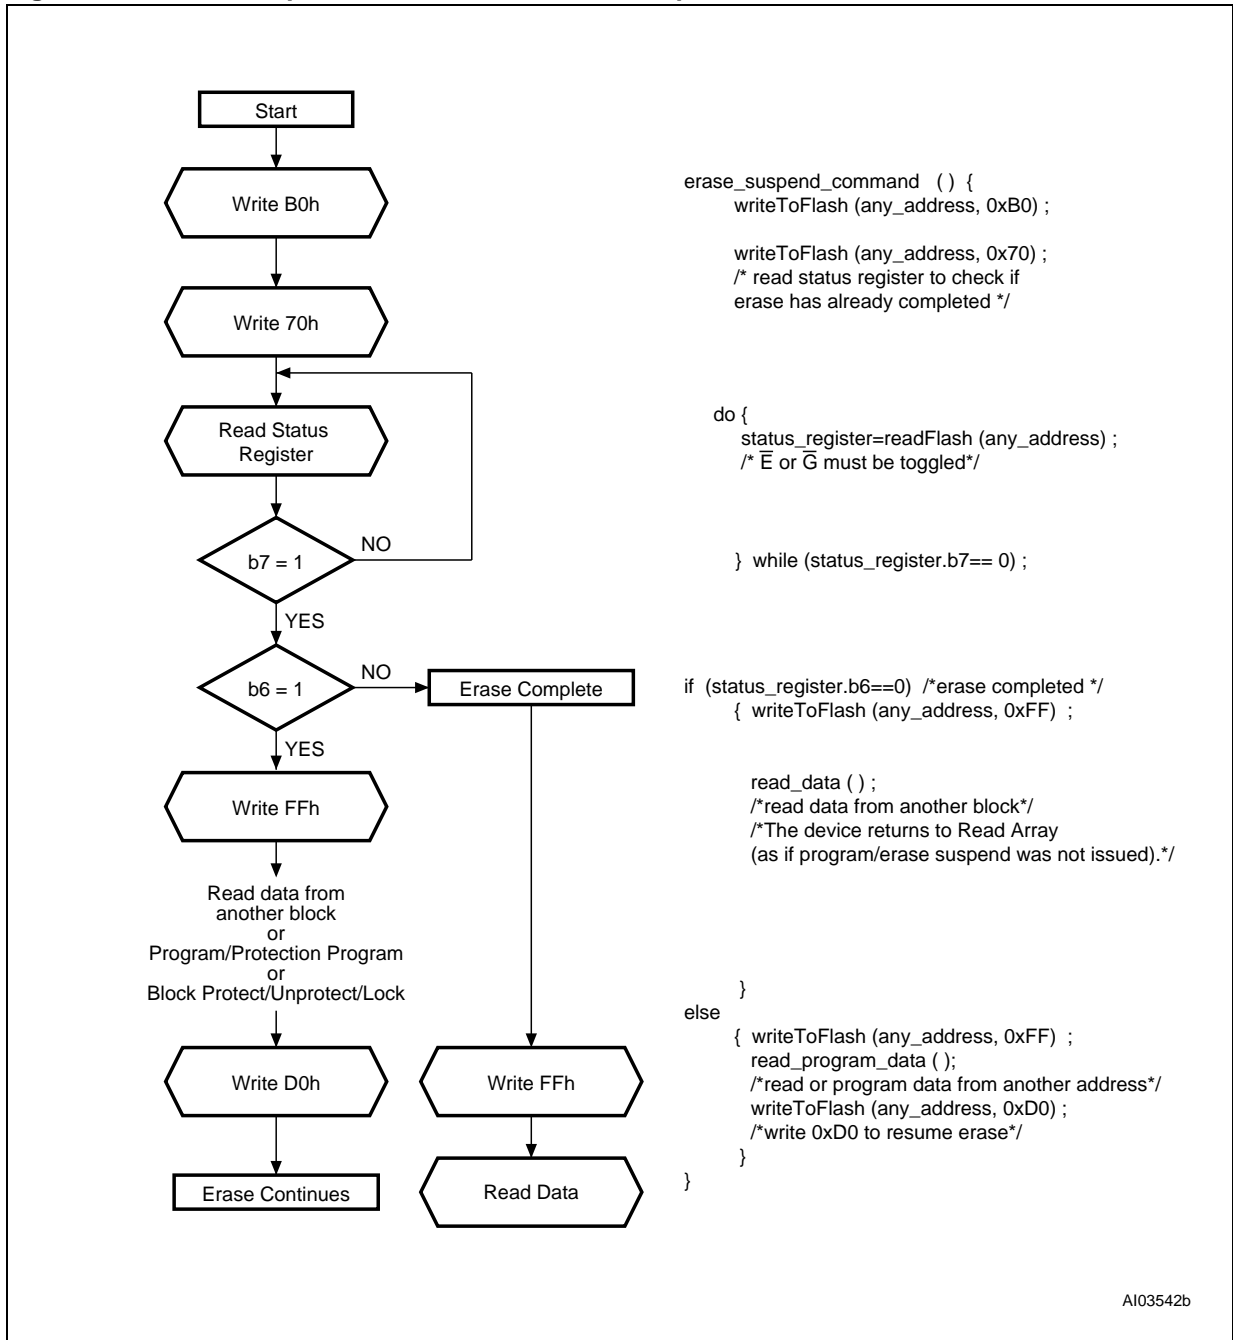 Start
Write B0h
Write 70h
Read Status
Register
b7 = 1
NO
YES
b6 = 1
NO
Erase Complete
YES
Write FFh
Read data from
another block
or
Program/Protection Program
or
Block Protect/Unprotect/Lock
Write D0h
Write FFh
Erase Continues
Read Data
erase_suspend_command ( ) {
writeToFlash (any_address, 0xB0) ;
writeToFlash (any_address, 0x70) ;
/* read status register to check if
erase has already completed */
do {
status_register=readFlash (any_address) ;
/* E̅ or G̅ must be toggled*/
} while (status_register.b7== 0) ;
if (status_register.b6==0) /*erase completed */
{ writeToFlash (any_address, 0xFF) ;
read_data ( ) ;
/*read data from another block*/
/*The device returns to Read Array
(as if program/erase suspend was not issued).*/
}
else
{ writeToFlash (any_address, 0xFF) ;
read_program_data ( );
/*read or program data from another address*/
writeToFlash (any_address, 0xD0) ;
/*write 0xD0 to resume erase*/
}
}
AI03542b